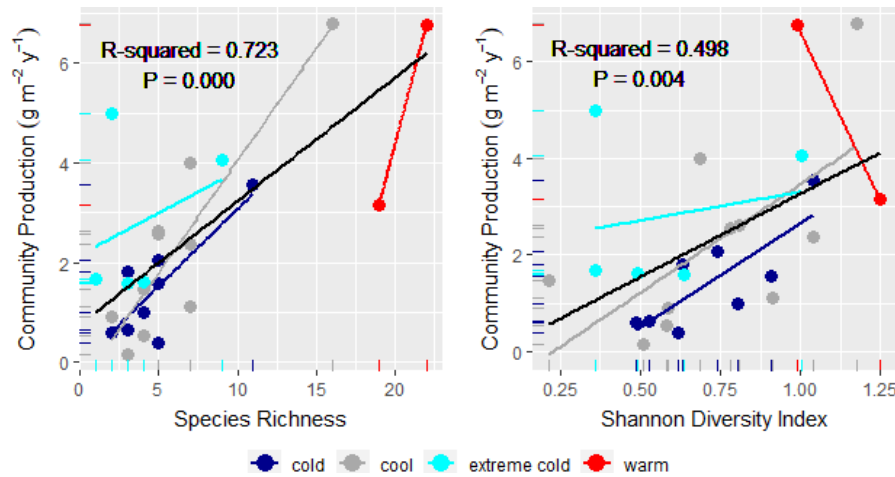 R-squared = 0.723
P = 0.000
Community Production (g m⁻² y⁻¹)
6
4
2
0
0
5
10
15
20
Species Richness
R-squared = 0.498
P = 0.004
Community Production (g m⁻² y⁻¹)
6
4
2
0
0.25
0.50
0.75
1.00
1.25
Shannon Diversity Index
cold
cool
extreme cold
warm